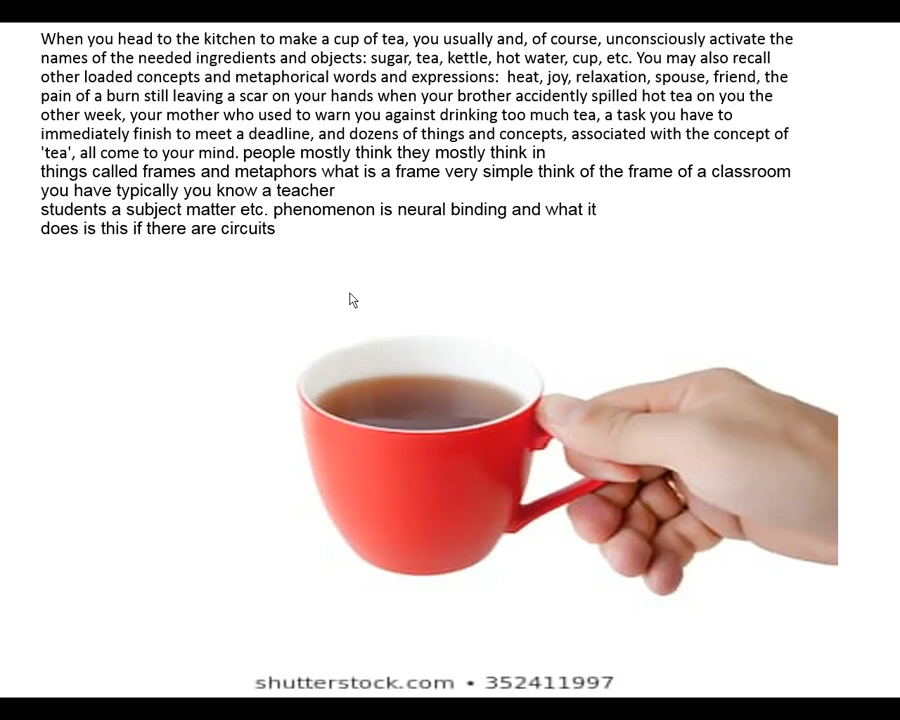 When you head to the kitchen to make a cup of tea, you usually and, of course, unconsciously activate the
names of the needed ingredients and objects: sugar, tea, kettle, hot water, cup, etc. You may also recall
other loaded concepts and metaphorical words and expressions:  heat, joy, relaxation, spouse, friend, the
pain of a burn still leaving a scar on your hands when your brother accidently spilled hot tea on you the
other week, your mother who used to warn you against drinking too much tea, a task you have to
immediately finish to meet a deadline, and dozens of things and concepts, associated with the concept of
'tea', all come to your mind. people mostly think they mostly think in
things called frames and metaphors what is a frame very simple think of the frame of a classroom
you have typically you know a teacher
students a subject matter etc. phenomenon is neural binding and what it
does is this if there are circuits
shutterstock.com • 352411997